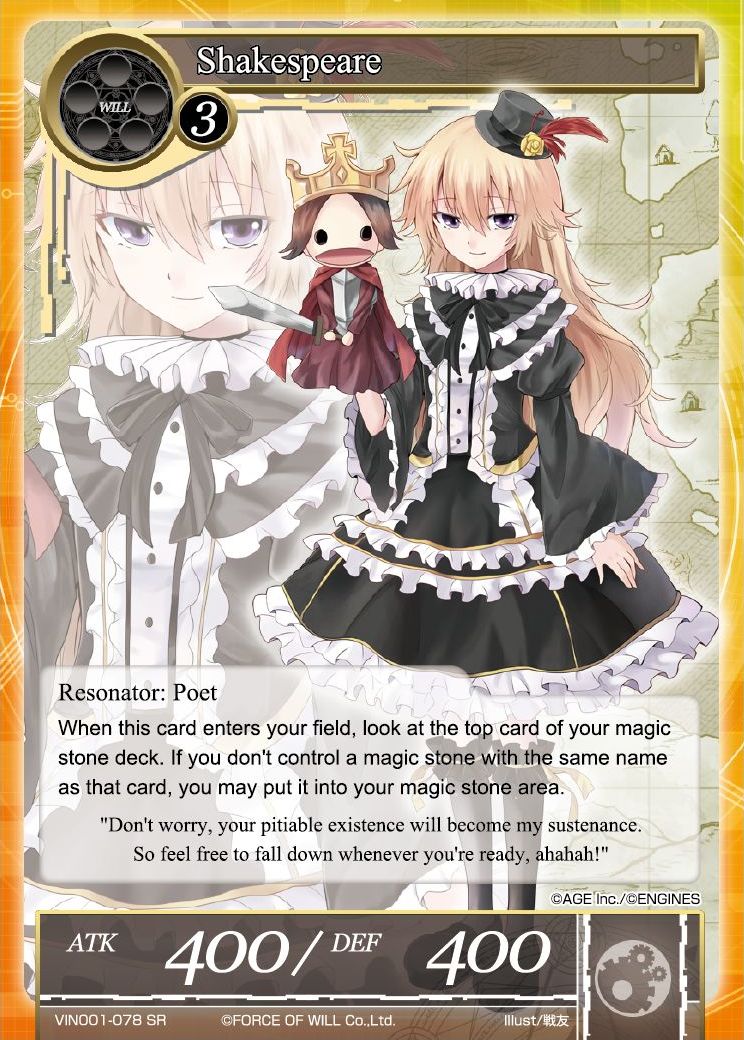 Shakespeare
WILL
3
Resonator: Poet
When this card enters your field, look at the top card of your magic
stone deck. If you don't control a magic stone with the same name
as that card, you may put it into your magic stone area.
"Don't worry, your pitiable existence will become my sustenance.
So feel free to fall down whenever you're ready, ahahah!"
©AGE Inc./©ENGINES
ATK 400 / DEF 400
VIN001-078 SR ©FORCE OF WILL Co.,Ltd. Illust/戦友